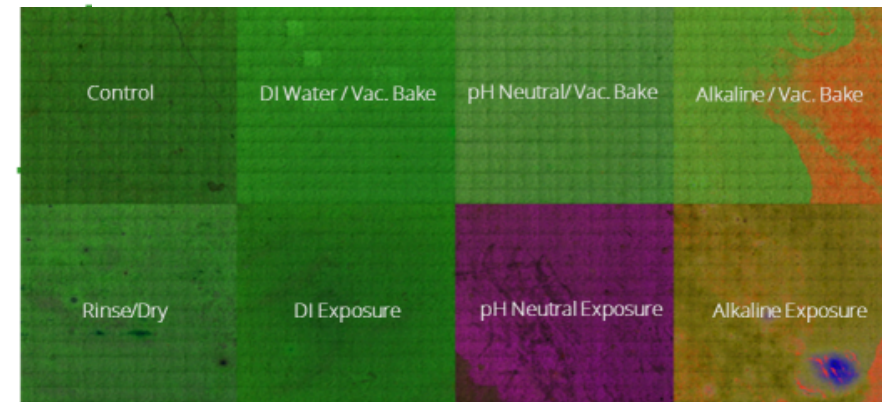 Control
DI Water / Vac. Bake
pH Neutral/ Vac. Bake
Alkaline / Vac. Bake
Rinse/Dry
DI Exposure
pH Neutral Exposure
Alkaline Exposure